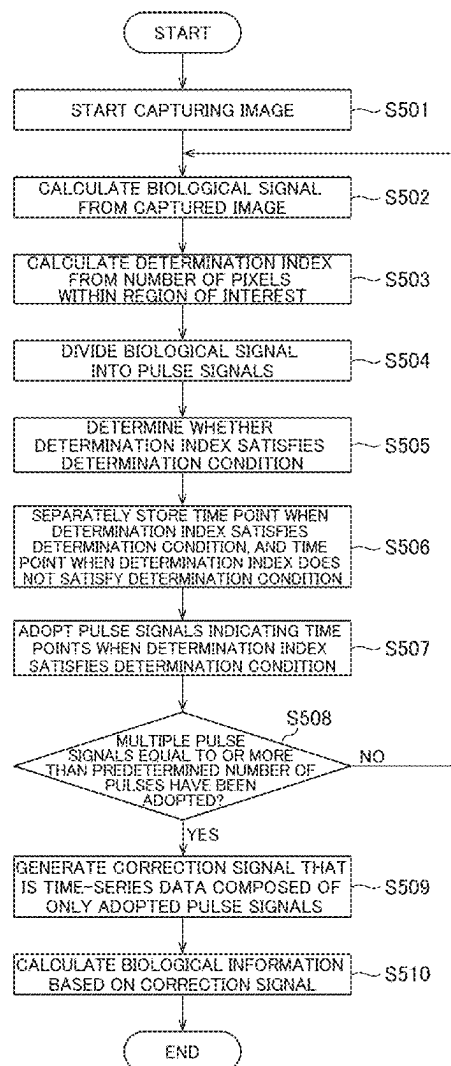 START
START CAPTURING IMAGE
S501
CALCULATE BIOLOGICAL SIGNAL
FROM CAPTURED IMAGE
S502
CALCULATE DETERMINATION INDEX
FROM NUMBER OF PIXELS
WITHIN REGION OF INTEREST
S503
DIVIDE BIOLOGICAL SIGNAL
INTO PULSE SIGNALS
S504
DETERMINE WHETHER
DETERMINATION INDEX SATISFIES
DETERMINATION CONDITION
S505
SEPARATELY STORE TIME POINT WHEN
DETERMINATION INDEX SATISFIES
DETERMINATION CONDITION, AND TIME
POINT WHEN DETERMINATION INDEX DOES
NOT SATISFY DETERMINATION CONDITION
S506
ADOPT PULSE SIGNALS INDICATING TIME
POINTS WHEN DETERMINATION INDEX
SATISFIES DETERMINATION CONDITION
S507
S508
MULTIPLE PULSE
SIGNALS EQUAL TO OR MORE
THAN PREDETERMINED NUMBER OF
PULSES HAVE BEEN
ADOPTED?
NO
YES
GENERATE CORRECTION SIGNAL THAT
IS TIME-SERIES DATA COMPOSED OF
ONLY ADOPTED PULSE SIGNALS
S509
CALCULATE BIOLOGICAL INFORMATION
BASED ON CORRECTION SIGNAL
S510
END